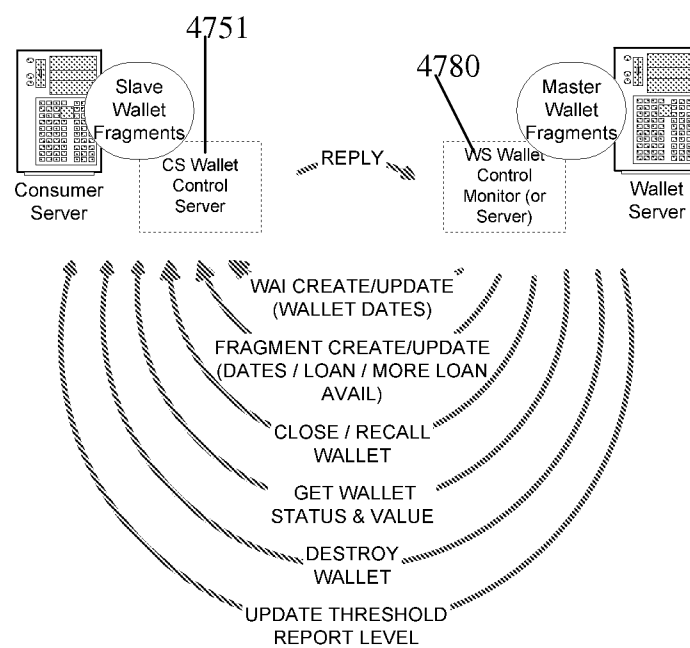 4751
4780
Slave
Wallet
Fragments
Master
Wallet
Fragments
CS Wallet
Control
Server
REPLY
WS Wallet
Control
Monitor (or
Server)
Consumer
Server
Wallet
Server
WAI CREATE/UPDATE
(WALLET DATES)
FRAGMENT CREATE/UPDATE
(DATES / LOAN / MORE LOAN
AVAIL)
CLOSE / RECALL
WALLET
GET WALLET
STATUS & VALUE
DESTROY
WALLET
UPDATE THRESHOLD
REPORT LEVEL